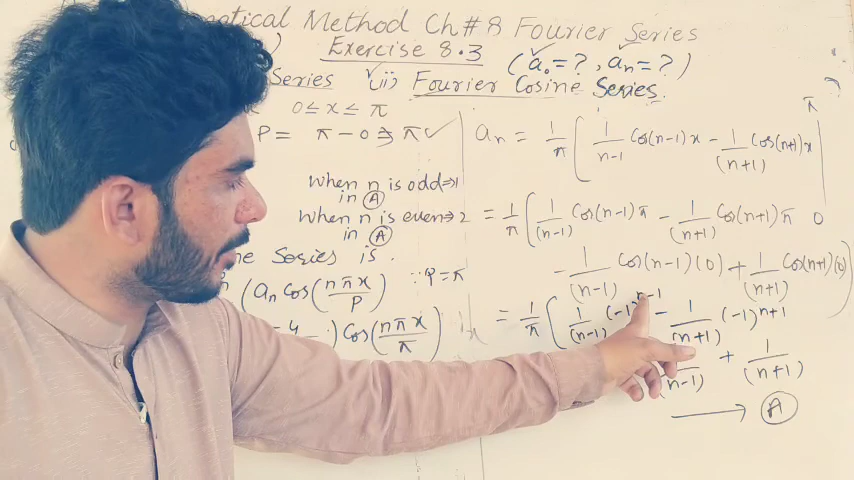 Method Ch#8 Fourier Series
Exercise 8.3 (a₀=?, aₙ=?)
Series ii) Fourier Cosine Series.
0≤x≤π
P= π-0⇒π
aₙ = 1/π [ 1/(n-1) Cos(n-1)x - 1/(n+1) Cos(n+1)x |π 0
when n is odd⇒1
in A
when n is even⇒2
in A
= 1/π [ 1/(n-1) Cos(n-1)π - 1/(n+1) Cos(n+1)π
- 1/(n-1) Cos(n-1)(0) + 1/(n+1) Cos(n+1)(0) )
Series is.
(aₙ Cos(nπx/P) ∵P=π
= 1/π [ 1/(n-1) (-1)ⁿ⁻¹ - 1/(n+1) (-1)ⁿ⁺¹
) Cos(nπx/π)
(n-1) + 1/(n+1)
→ A